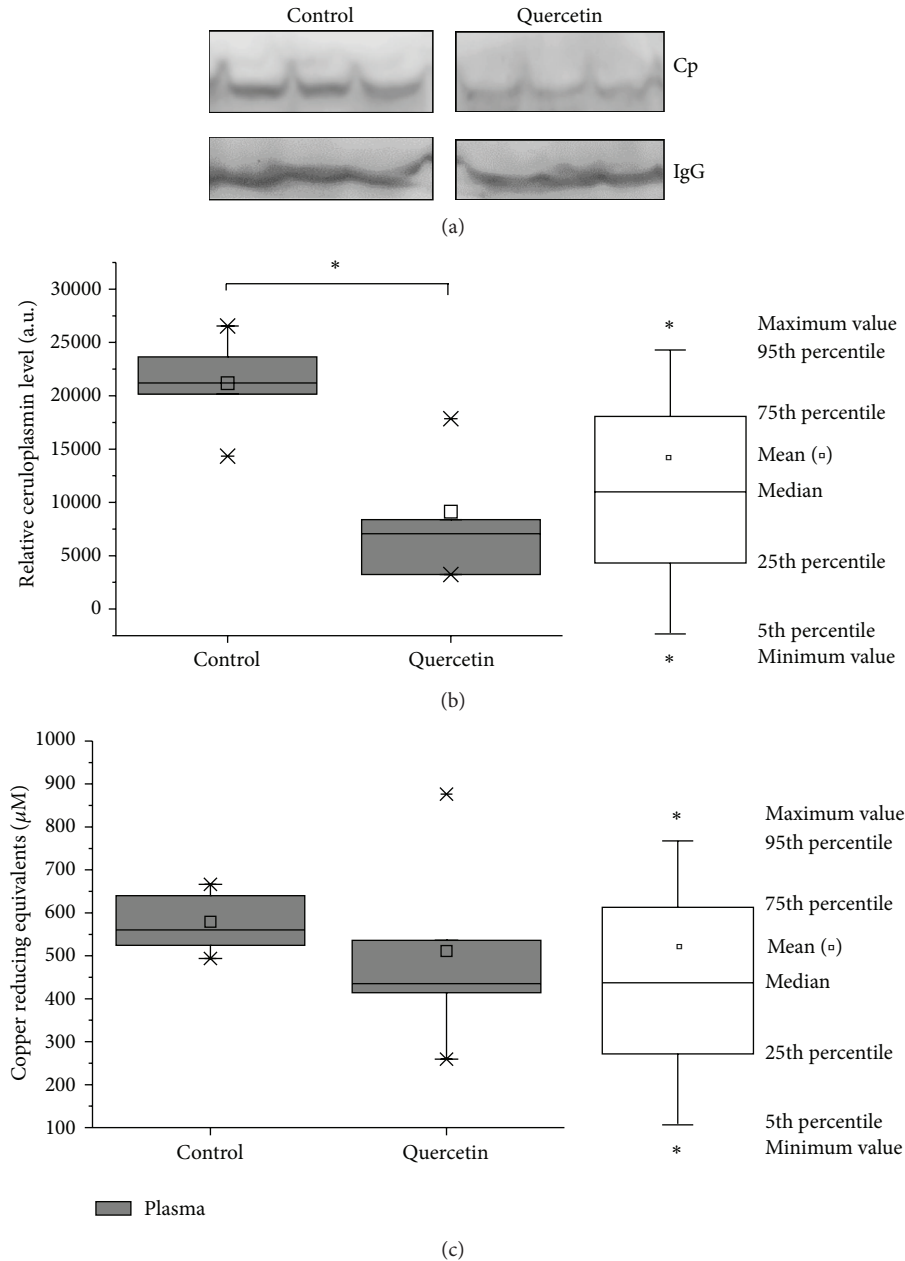 Control Quercetin
Cp
IgG
(a)
Relative ceruloplasmin level (a.u.)
30000
25000
20000
15000
10000
5000
0
*
Control Quercetin
*
Maximum value
95th percentile
75th percentile
Mean (▫)
Median
25th percentile
5th percentile
*
Minimum value
(b)
Copper reducing equivalents (μM)
1000
900
800
700
600
500
400
300
200
100
Control Quercetin
*
Maximum value
95th percentile
75th percentile
Mean (▫)
Median
25th percentile
5th percentile
*
Minimum value
Plasma
(c)